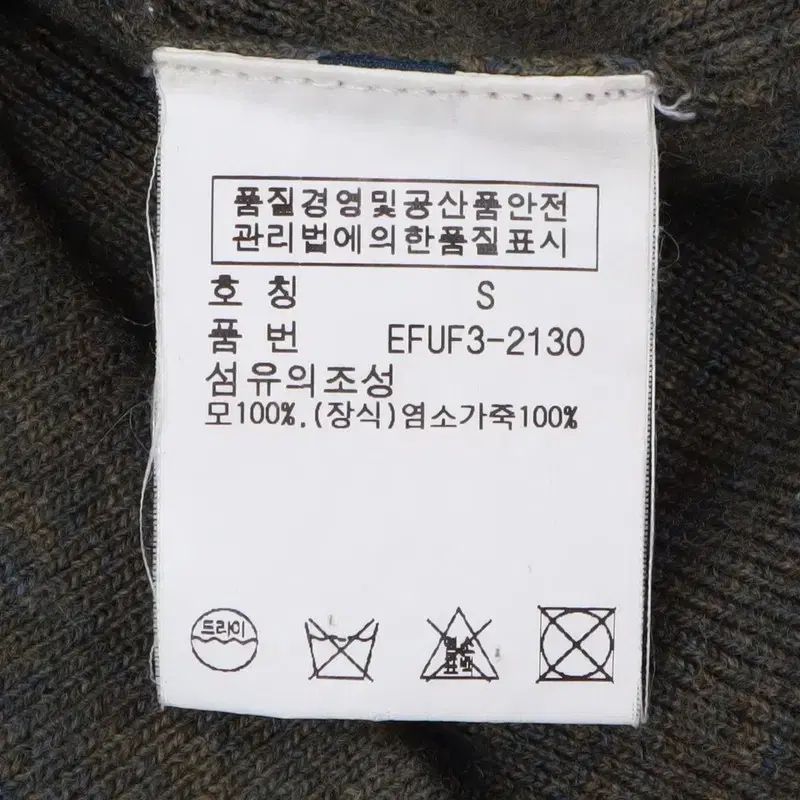 품질경영및공산품안전
관리법에의한품질표시
호 칭 S
품 번 EFUF3-2130
섬유의조성
모100%,(장식)염소가죽100%
드라이
염소
표백